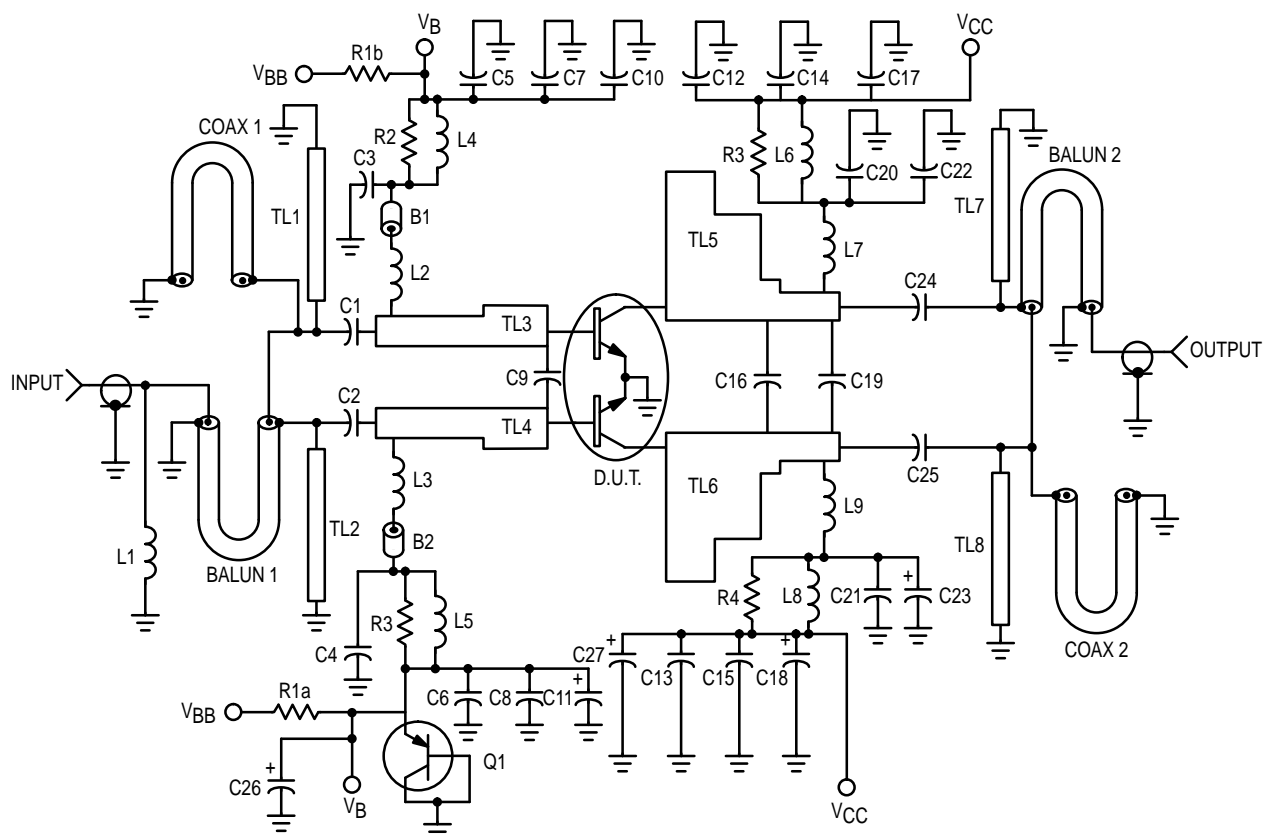 VB
VCC
R1b
VBB
C5
C7
C10
C12
C14
C17
COAX 1
R2
L4
R3
L6
BALUN 2
C3
C20
C22
TL1
B1
TL5
TL7
L7
L2
C24
C1
TL3
INPUT
OUTPUT
C9
C16
C19
C2
TL4
C25
L3
D.U.T.
TL6
L9
TL2
B2
TL8
L1
BALUN 1
R3
L5
R4
L8
C21
+
C23
C4
COAX 2
+
C27
C13
C15
+
C18
R1a
C6
C8
+
C11
VBB
Q1
+
C26
VB
VCC